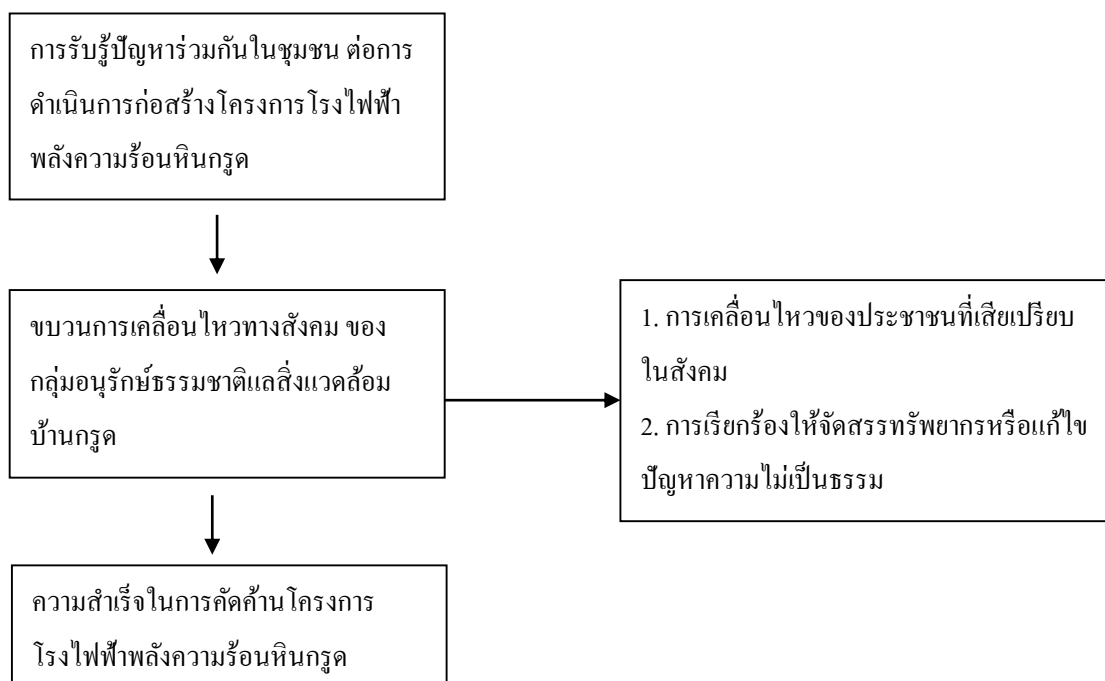 การรับรู้ปัญหาร่วมกันในชุมชน ต่อการ
ดำเนินการก่อสร้างโครงการโรงไฟฟ้า
พลังความร้อนหินกรูด
ขบวนการเคลื่อนไหวทางสังคม ของ
กลุ่มอนุรักษ์ธรรมชาติแลสิ่งแวดล้อม
บ้านกรูด
1. การเคลื่อนไหวของประชาชนที่เสียเปรียบ
ในสังคม
2. การเรียกร้องให้จัดสรรทรัพยากรหรือแก้ไข
ปัญหาความไม่เป็นธรรม
ความสำเร็จในการคัดค้านโครงการ
โรงไฟฟ้าพลังความร้อนหินกรูด